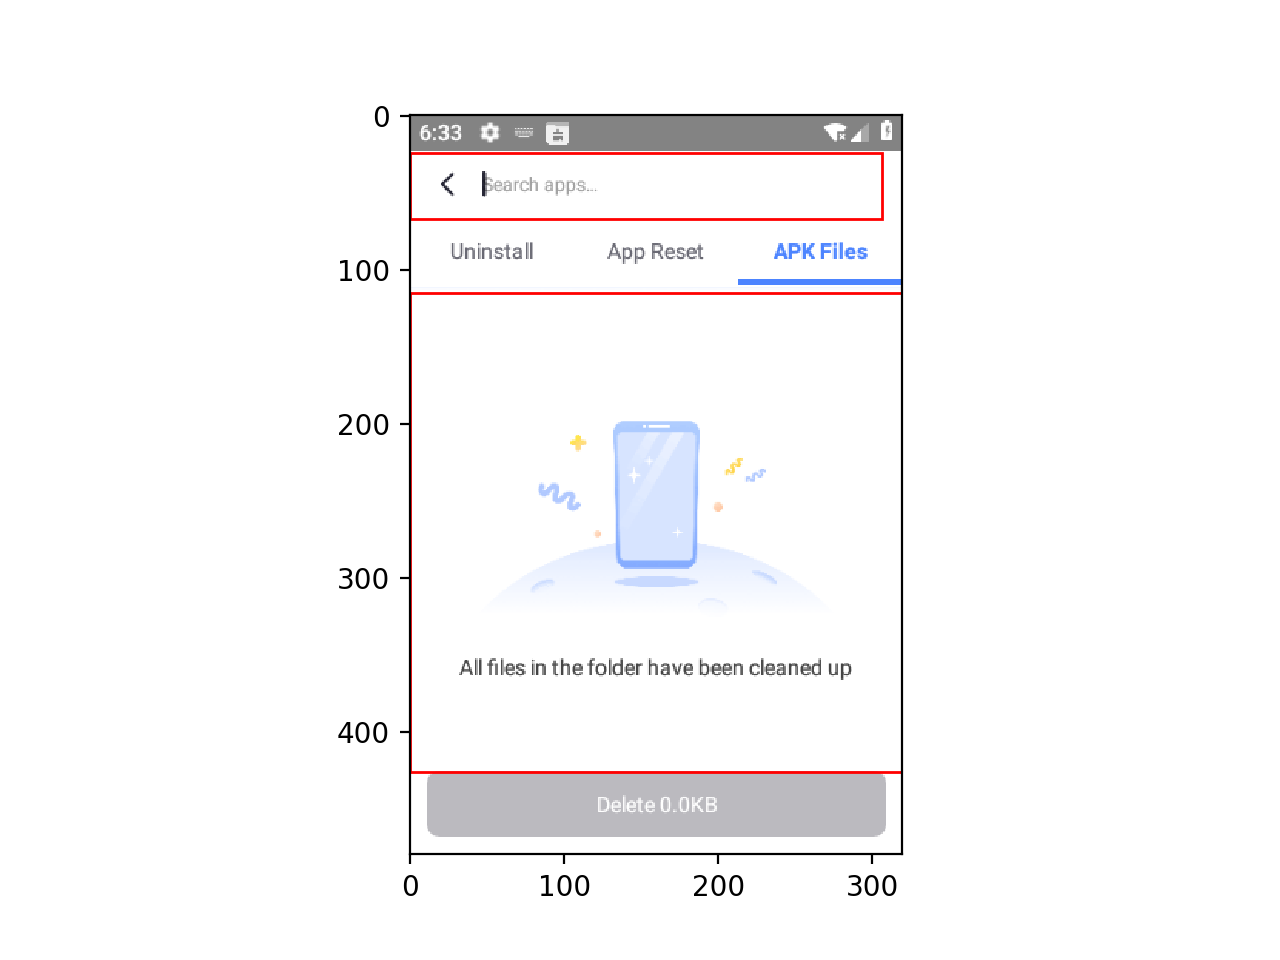 0
6:33
Search apps...
Uninstall App Reset APK Files
100
200
300
All files in the folder have been cleaned up
400
Delete 0.0KB
0 100 200 300